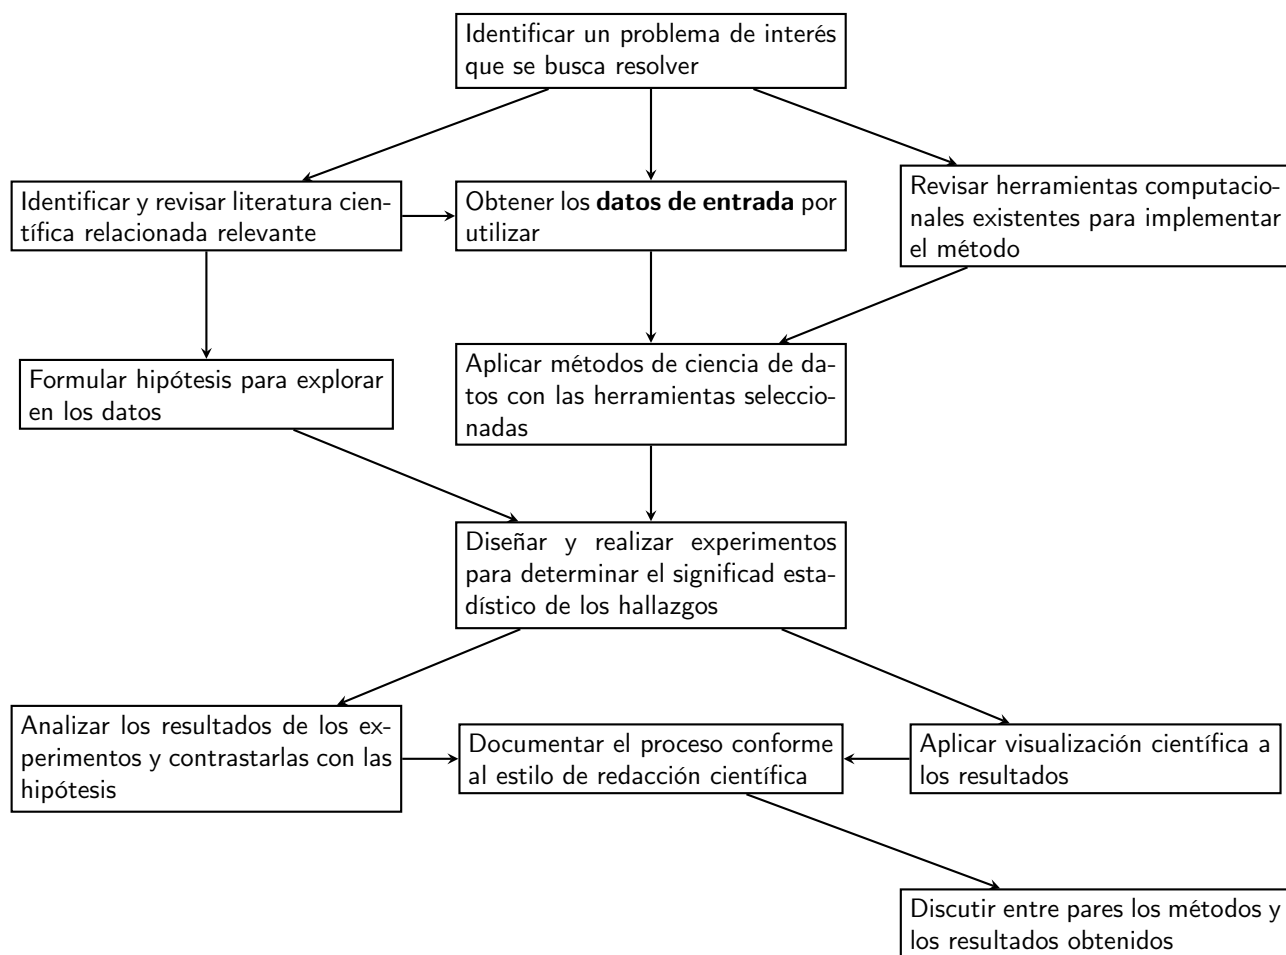 Identificar un problema de interés
que se busca resolver
Identificar y revisar literatura cien-
tífica relacionada relevante
Obtener los datos de entrada por
utilizar
Revisar herramientas computacio-
nales existentes para implementar
el método
Formular hipótesis para explorar
en los datos
Aplicar métodos de ciencia de da-
tos con las herramientas seleccio-
nadas
Diseñar y realizar experimentos
para determinar el significad esta-
dístico de los hallazgos
Analizar los resultados de los ex-
perimentos y contrastarlas con las
hipótesis
Documentar el proceso conforme
al estilo de redacción científica
Aplicar visualización científica a
los resultados
Discutir entre pares los métodos y
los resultados obtenidos